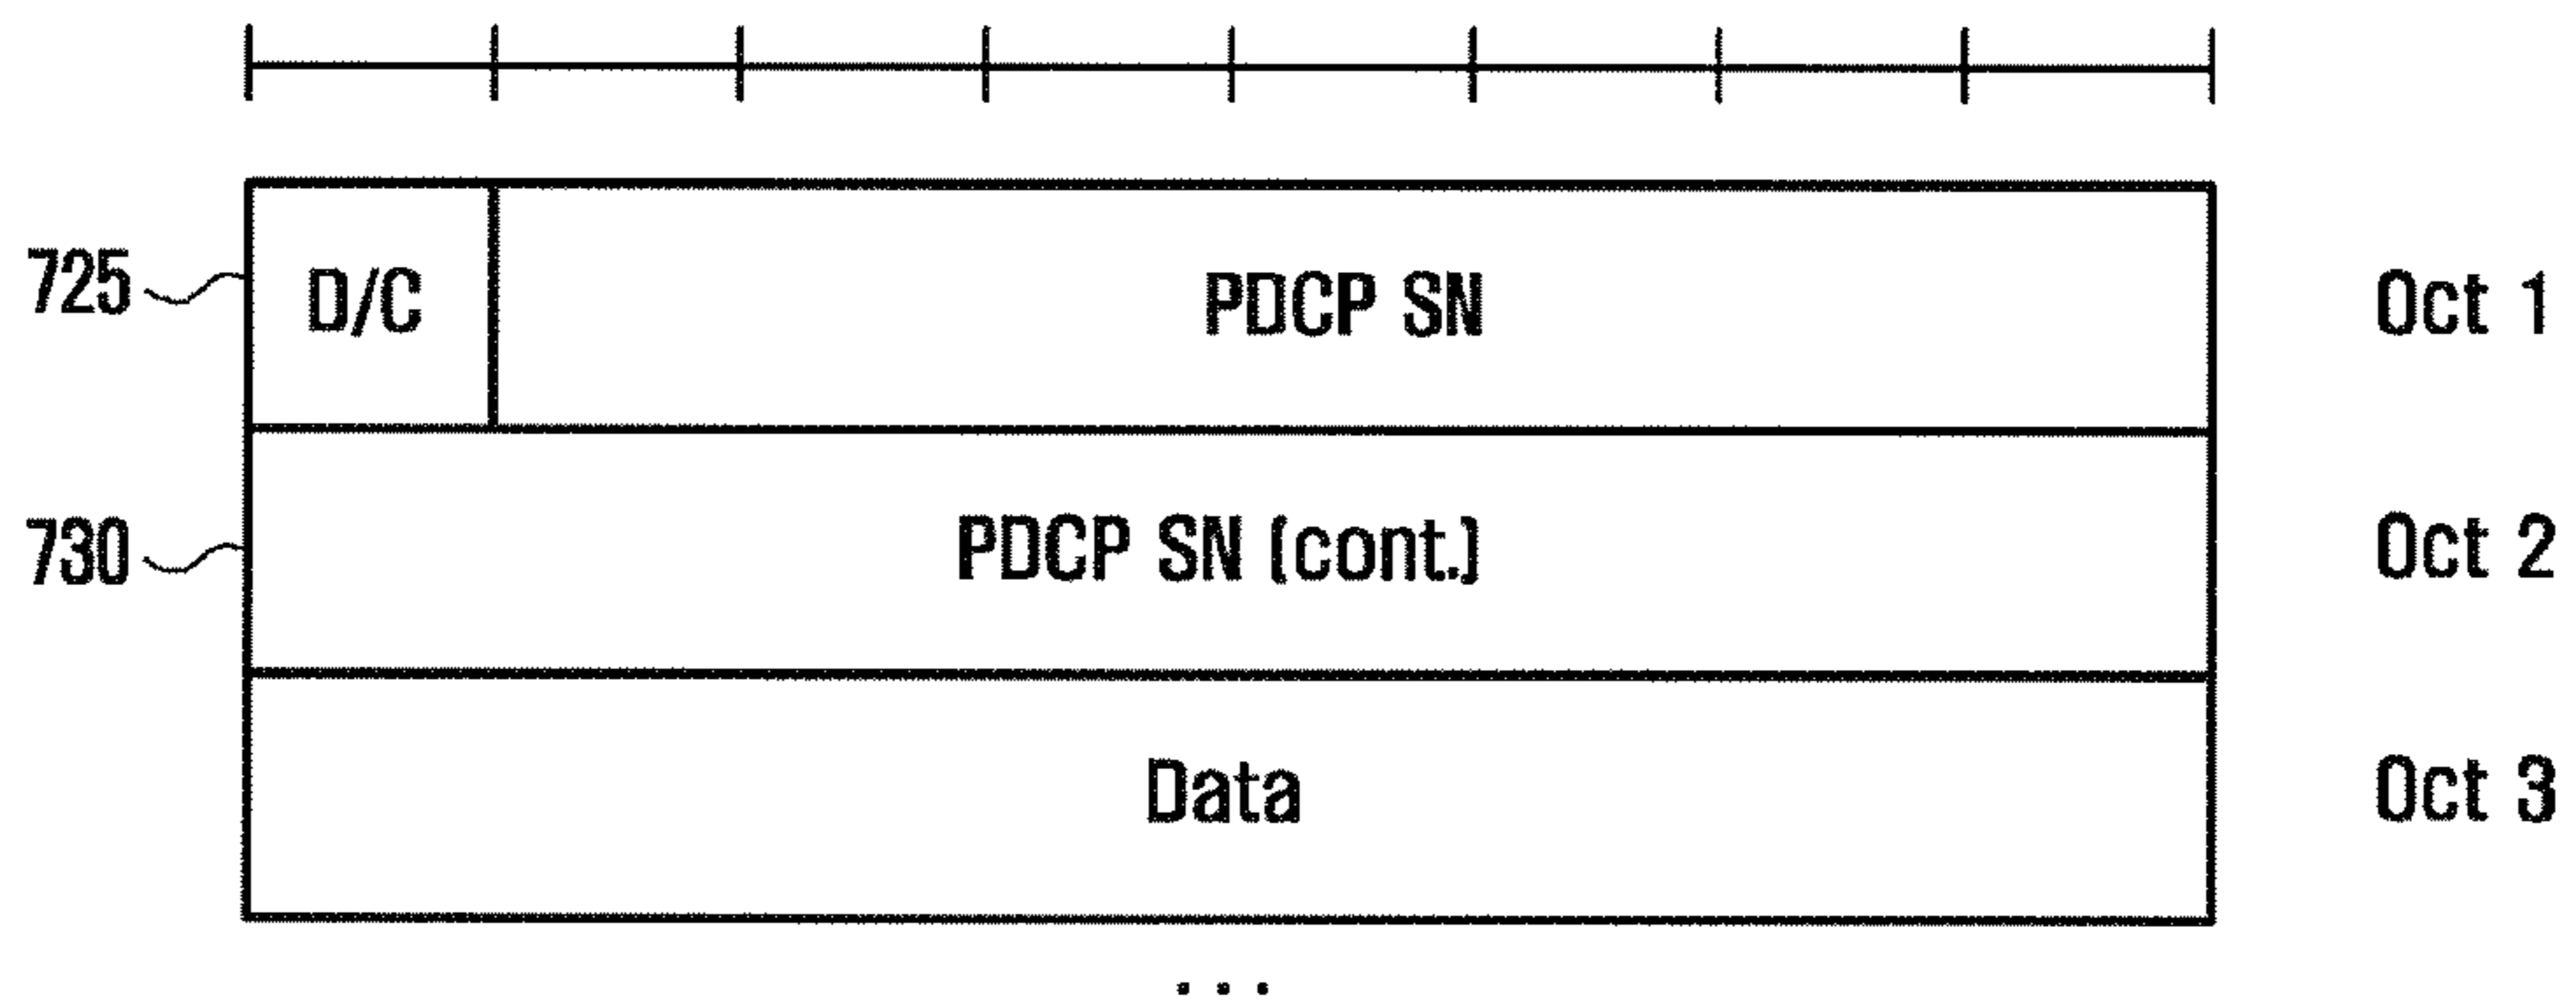 725 D/C PDCP SN Oct 1
730 PDCP SN (cont.) Oct 2
Data Oct 3
...